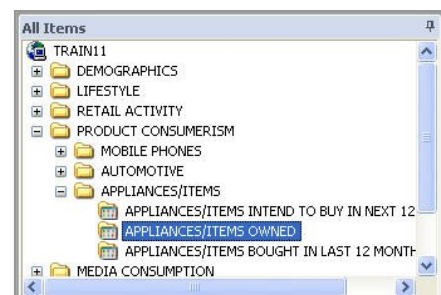 All Items
TRAIN11
DEMOGRAPHICS
LIFESTYLE
RETAIL ACTIVITY
PRODUCT CONSUMERISM
MOBILE PHONES
AUTOMOTIVE
APPLIANCES/ITEMS
APPLIANCES/ITEMS INTEND TO BUY IN NEXT 12
APPLIANCES/ITEMS OWNED
APPLIANCES/ITEMS BOUGHT IN LAST 12 MONTH
MEDIA CONSUMPTION